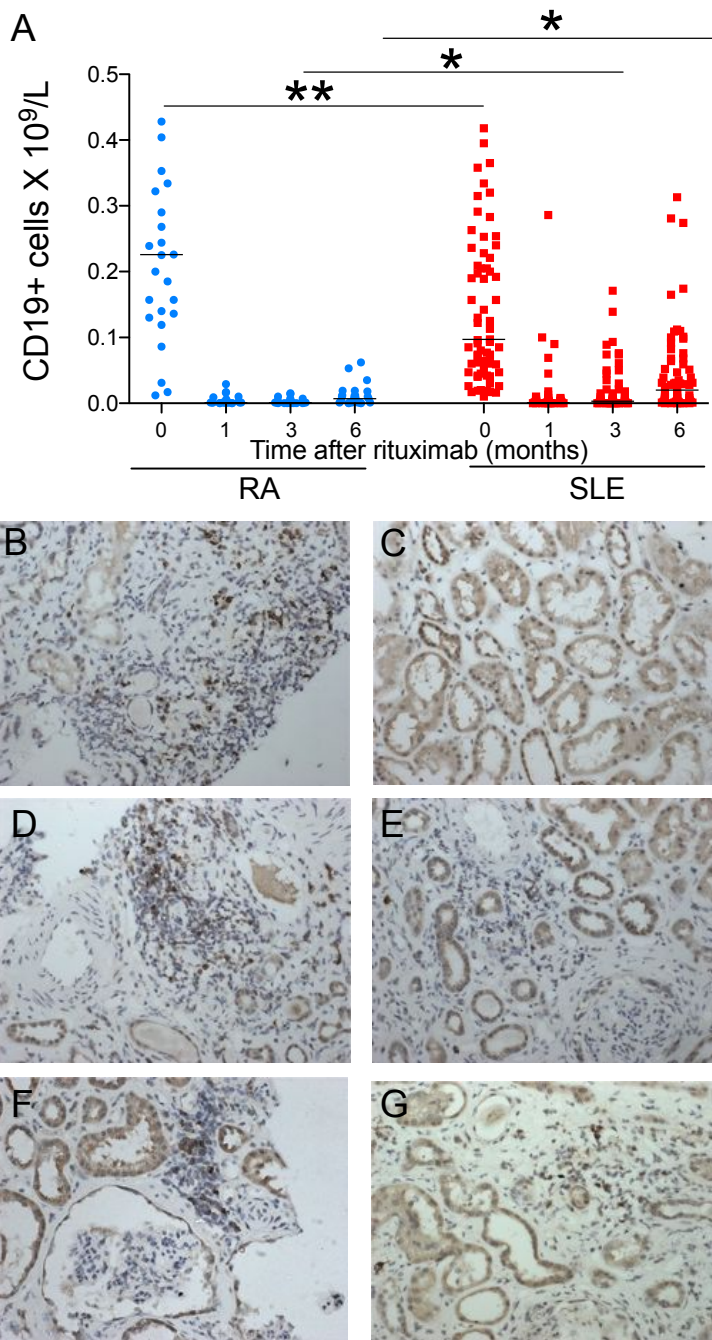 A
*
*
**
CD19+ cells X 10⁹/L
0.5
0.4
0.3
0.2
0.1
0.0
0 1 3 6 0 1 3 6
Time after rituximab (months)
RA SLE
B C
D E
F G